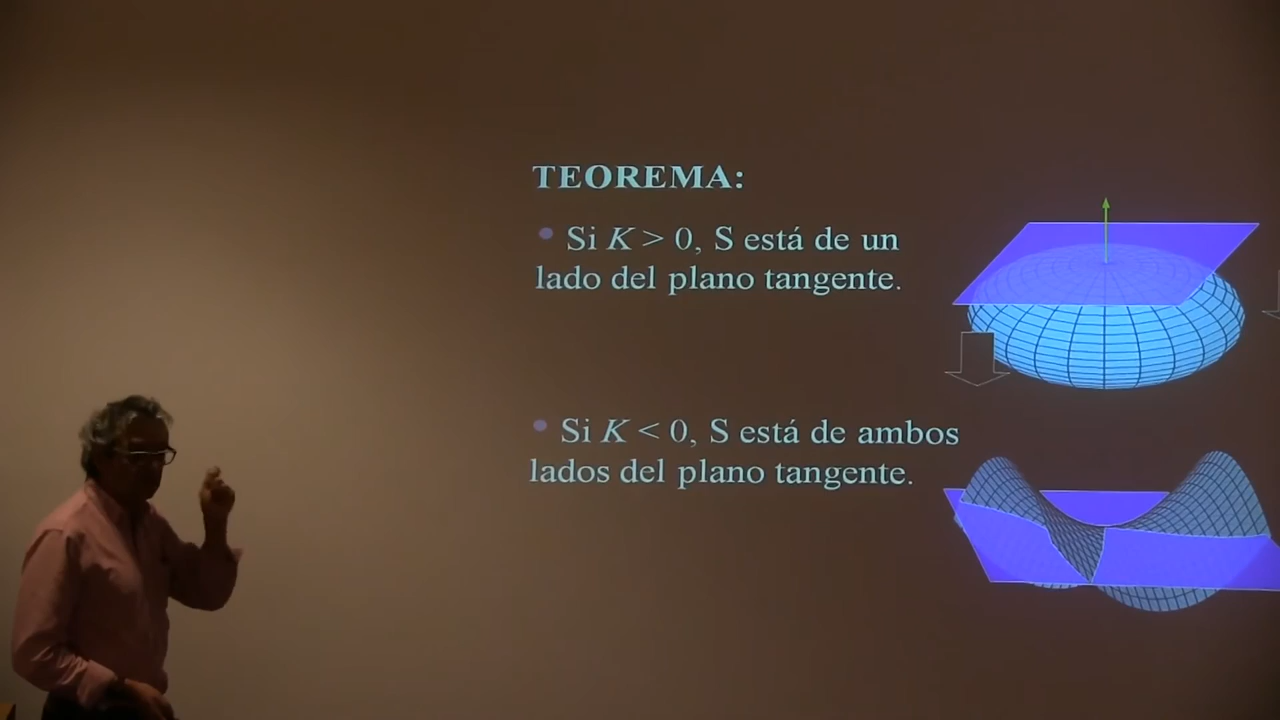 TEOREMA:
• Si K > 0, S está de un
lado del plano tangente.
• Si K < 0, S está de ambos
lados del plano tangente.